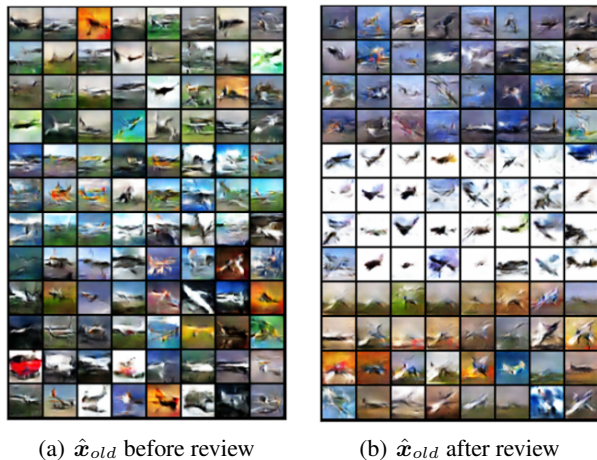 (a) x̂_old before review
(b) x̂_old after review